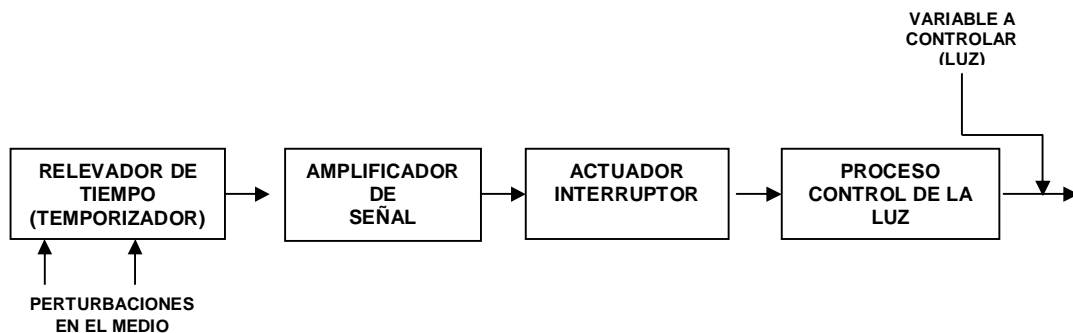 VARIABLE A
CONTROLAR
(LUZ)
RELEVADOR DE
TIEMPO
(TEMPORIZADOR)
AMPLIFICADOR
DE
SEÑAL
ACTUADOR
INTERRUPTOR
PROCESO
CONTROL DE LA
LUZ
PERTURBACIONES
EN EL MEDIO